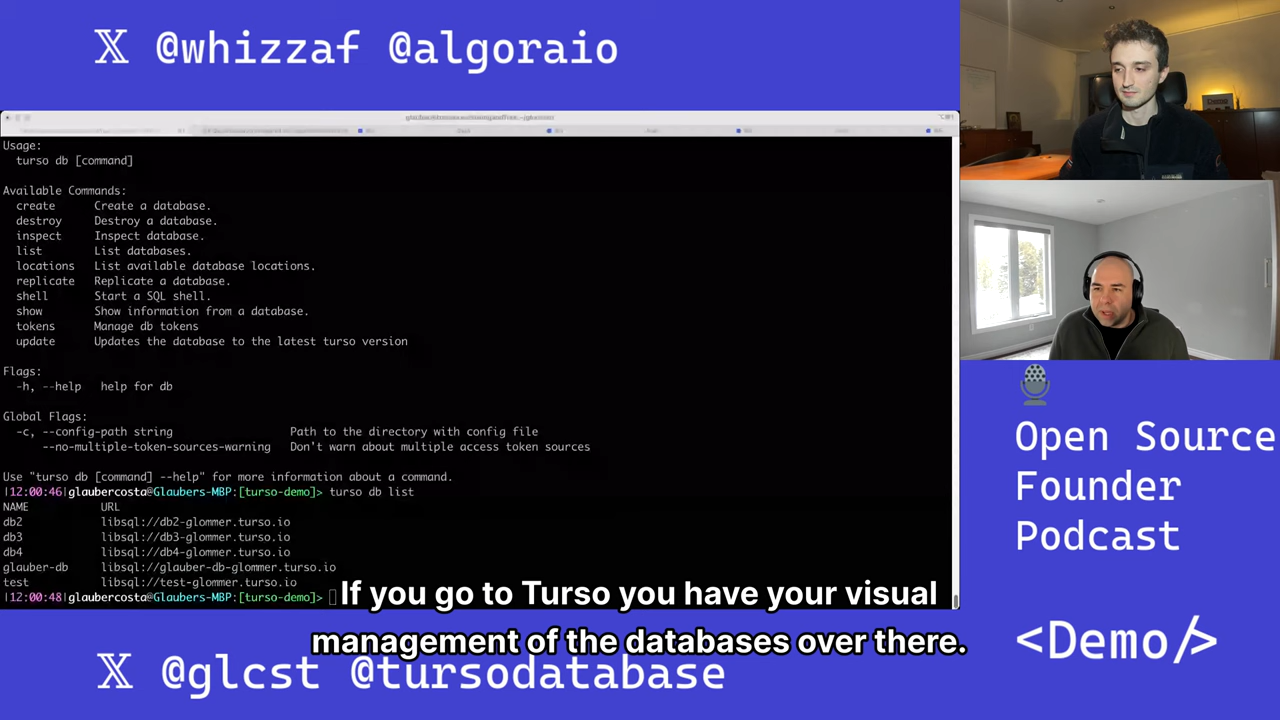 𝕏 @whizzaf @algoraio
Usage:
turso db [command]
Available Commands:
create Create a database.
destroy Destroy a database.
inspect Inspect database.
list List databases.
locations List available database locations.
replicate Replicate a database.
shell Start a SQL shell.
show Show information from a database.
tokens Manage db tokens
update Updates the database to the latest turso version
Flags:
-h, --help help for db
Global Flags:
-c, --config-path string Path to the directory with config file
--no-multiple-token-sources-warning Don't warn about multiple access token sources
Use "turso db [command] --help" for more information about a command.
|12:00:46|glaubercosta@Glaubers-MBP:[turso-demo]> turso db list
NAME URL
db2 libsql://db2-glommer.turso.io
db3 libsql://db3-glommer.turso.io
db4 libsql://db4-glommer.turso.io
glauber-db libsql://glauber-db-glommer.turso.io
test libsql://test-glommer.turso.io
|12:00:48|glaubercosta@Glaubers-MBP:[turso-demo]>
If you go to Turso you have your visual
management of the databases over there.
𝕏 @glcst @tursodatabase
Open Source
Founder
Podcast
<Demo/>